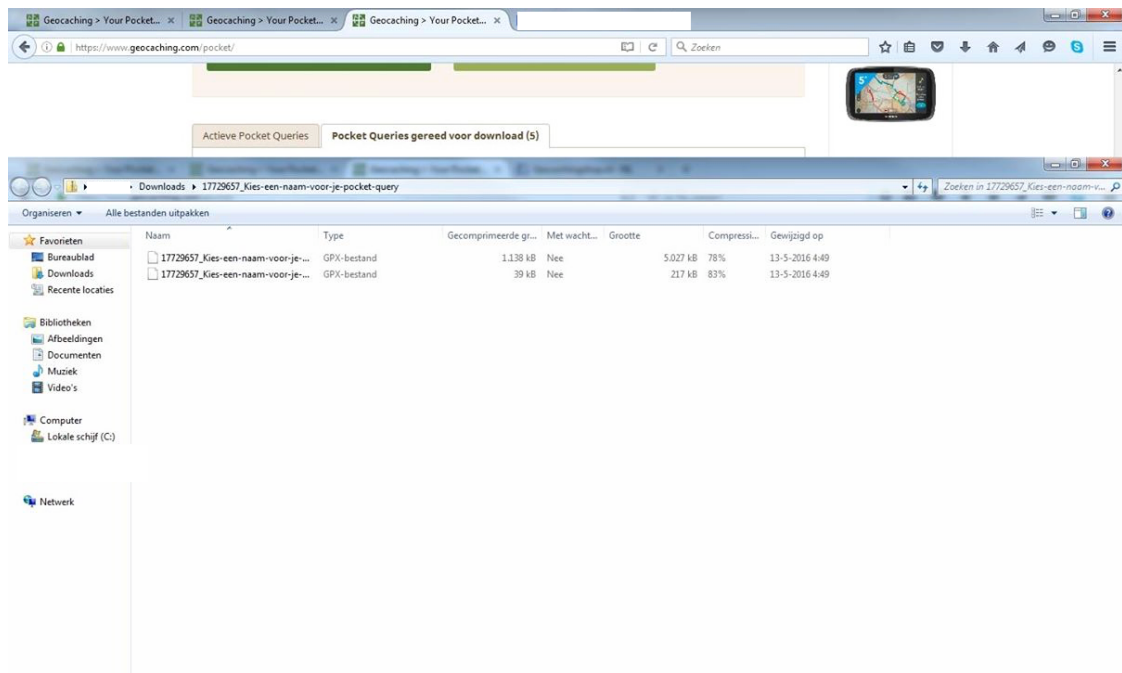 Geocaching > Your Pocket... × Geocaching > Your Pocket... × Geocaching > Your Pocket... ×
https://www.geocaching.com/pocket/ Zoeken
5"
Actieve Pocket Queries Pocket Queries gereed voor download (5)
Downloads 17729657_Kies-een-naam-voor-je-pocket-query Zoeken in 17729657_Kies-een-naam-v...
Organiseren Alle bestanden uitpakken
Favorieten
Bureaublad
Downloads
Recente locaties
Bibliotheken
Afbeeldingen
Documenten
Muziek
Video's
Computer
Lokale schijf (C:)
Netwerk
Naam Type Gecomprimeerde gr... Met wacht... Grootte Compressi... Gewijzigd op
17729657_Kies-een-naam-voor-je-... GPX-bestand 1.138 kB Nee 5.027 kB 78% 13-5-2016 4:49
17729657_Kies-een-naam-voor-je-... GPX-bestand 39 kB Nee 217 kB 83% 13-5-2016 4:49